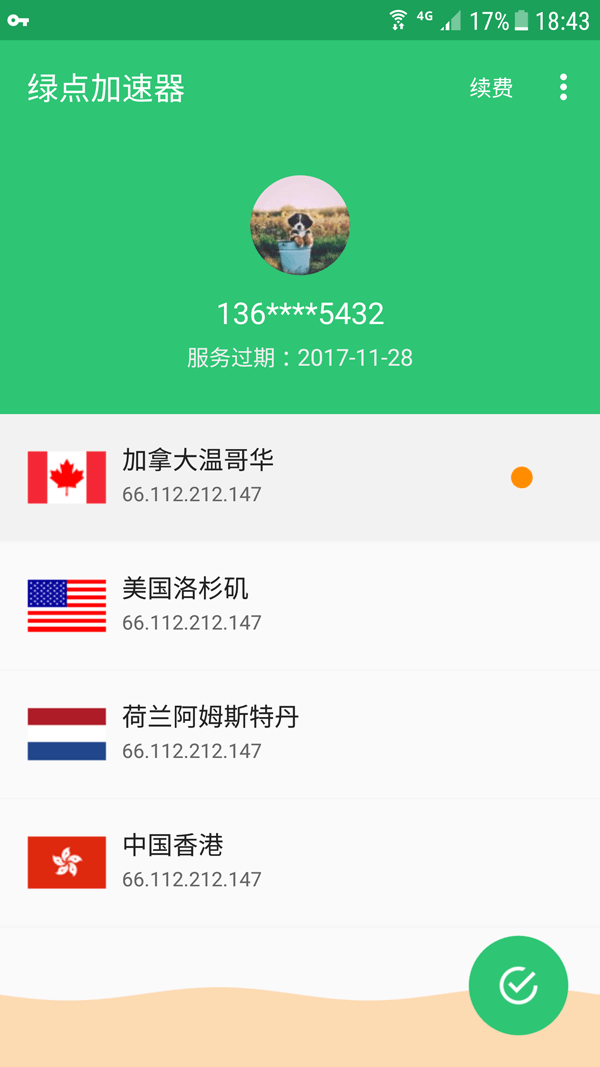 4G 17% 18:43
绿点加速器 续费
136****5432
服务过期：2017-11-28
加拿大温哥华
66.112.212.147
美国洛杉矶
66.112.212.147
荷兰阿姆斯特丹
66.112.212.147
中国香港
66.112.212.147